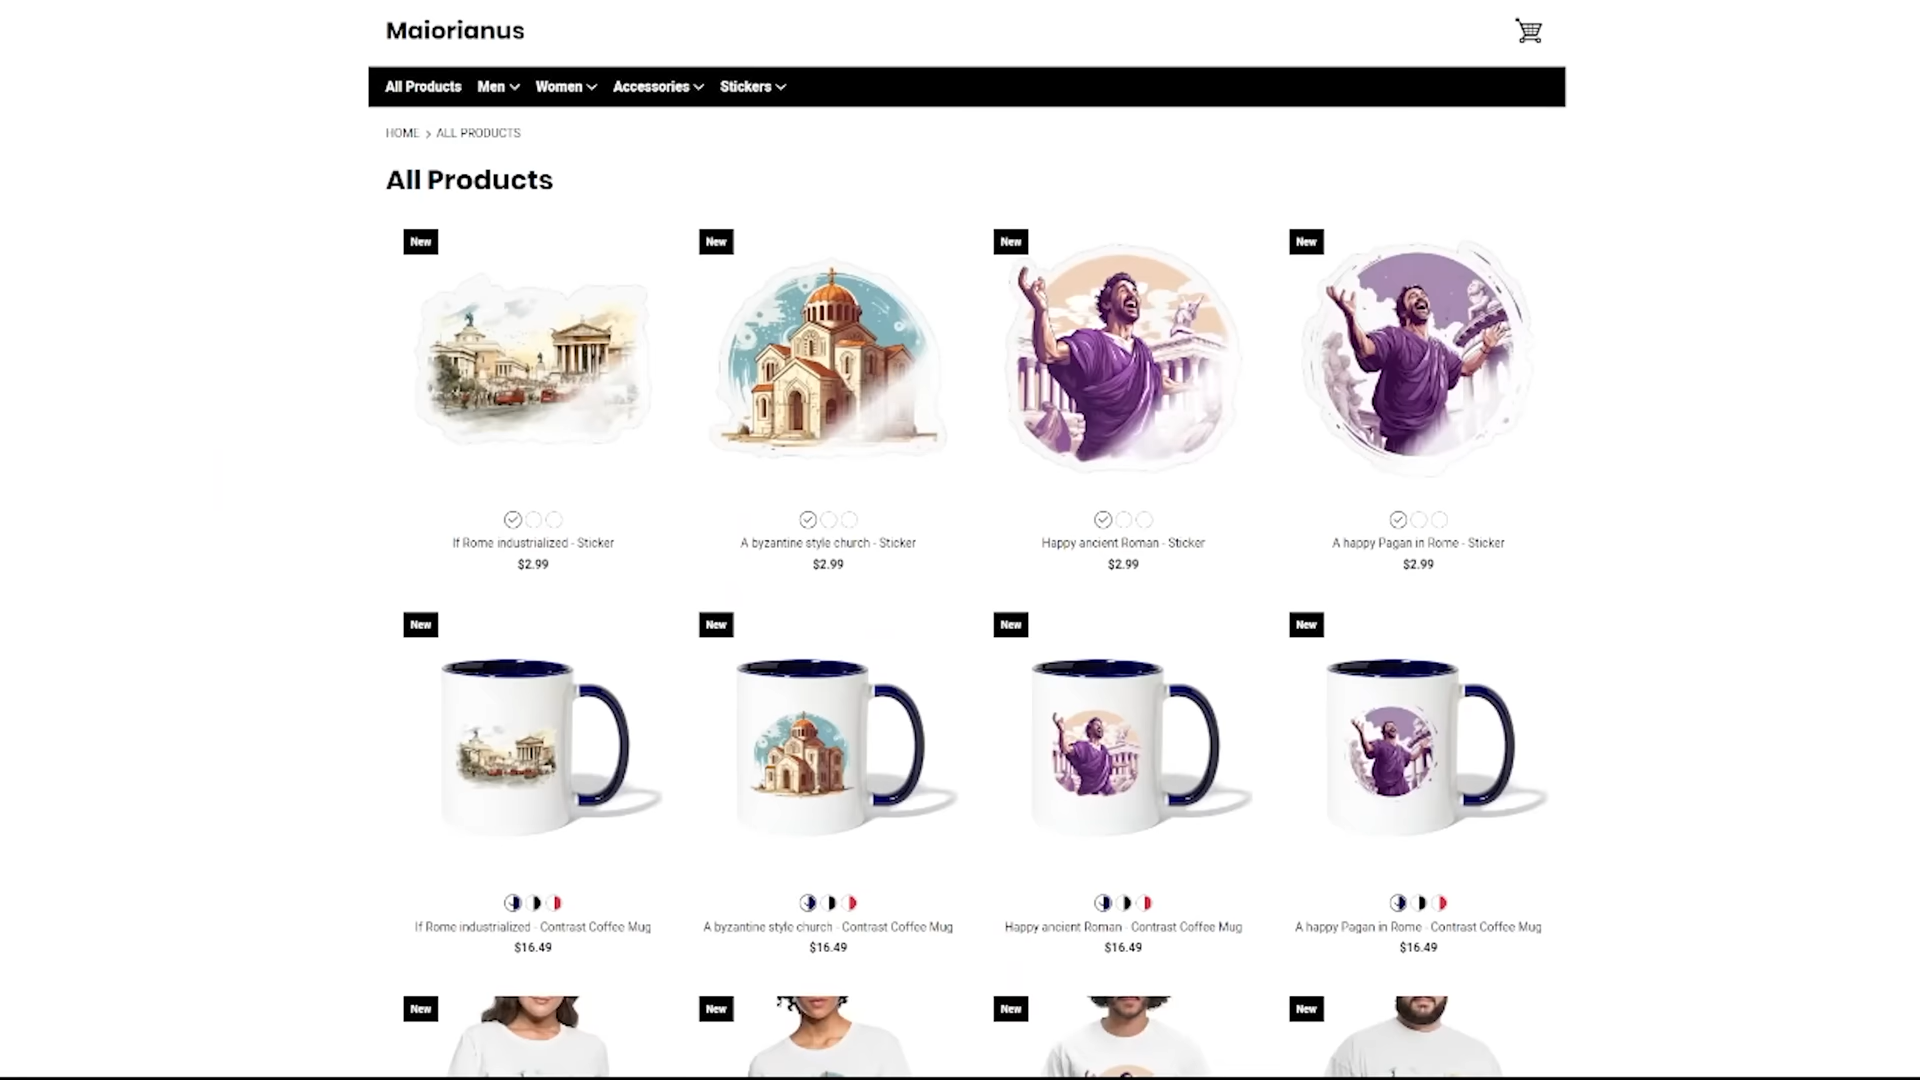 Maiorianus
All Products Men Women Accessories Stickers
HOME > ALL PRODUCTS
All Products
New New New New
If Rome industrialized - Sticker A byzantine style church - Sticker Happy ancient Roman - Sticker A happy Pagan in Rome - Sticker
$2.99 $2.99 $2.99 $2.99
New New New New
If Rome industrialized - Contrast Coffee Mug A byzantine style church - Contrast Coffee Mug Happy ancient Roman - Contrast Coffee Mug A happy Pagan in Rome - Contrast Coffee Mug
$16.49 $16.49 $16.49 $16.49
New New New New